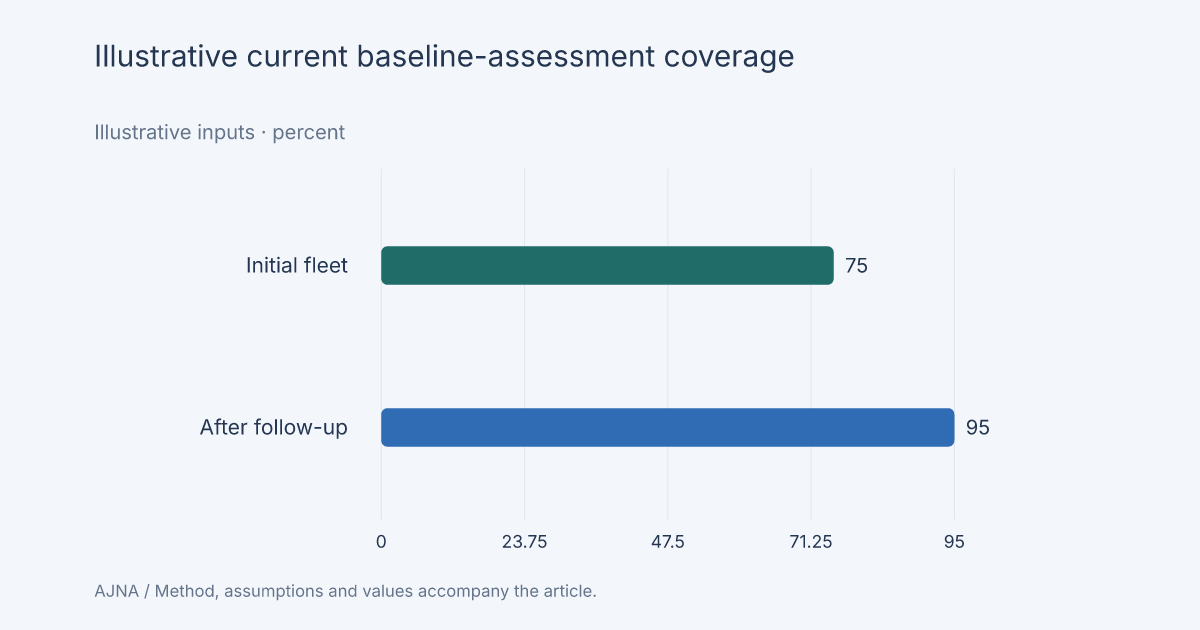 Illustrative current baseline-assessment coverage
Illustrative inputs · percent
Initial fleet
75
After follow-up
95
0
23.75
47.5
71.25
95
AJNA / Method, assumptions and values accompany the article.